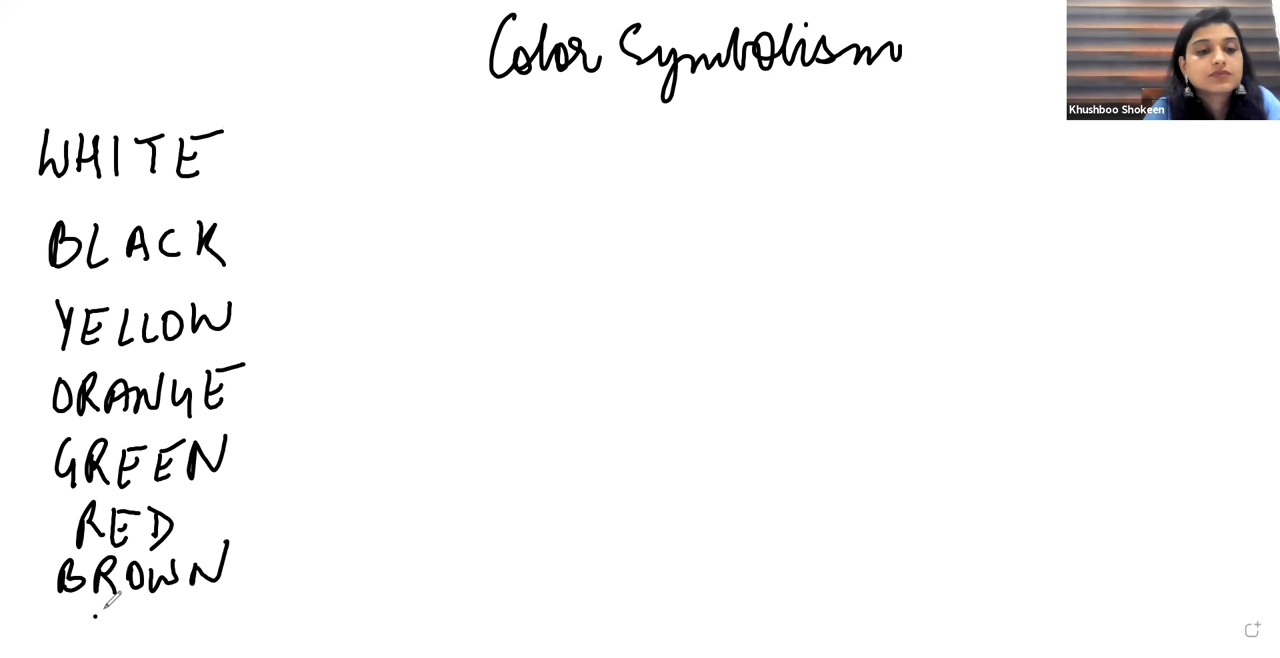 Color Symbolism
Khushboo Shokeen
WHITE
BLACK
YELLOW
ORANGE
GREEN
RED
BROWN